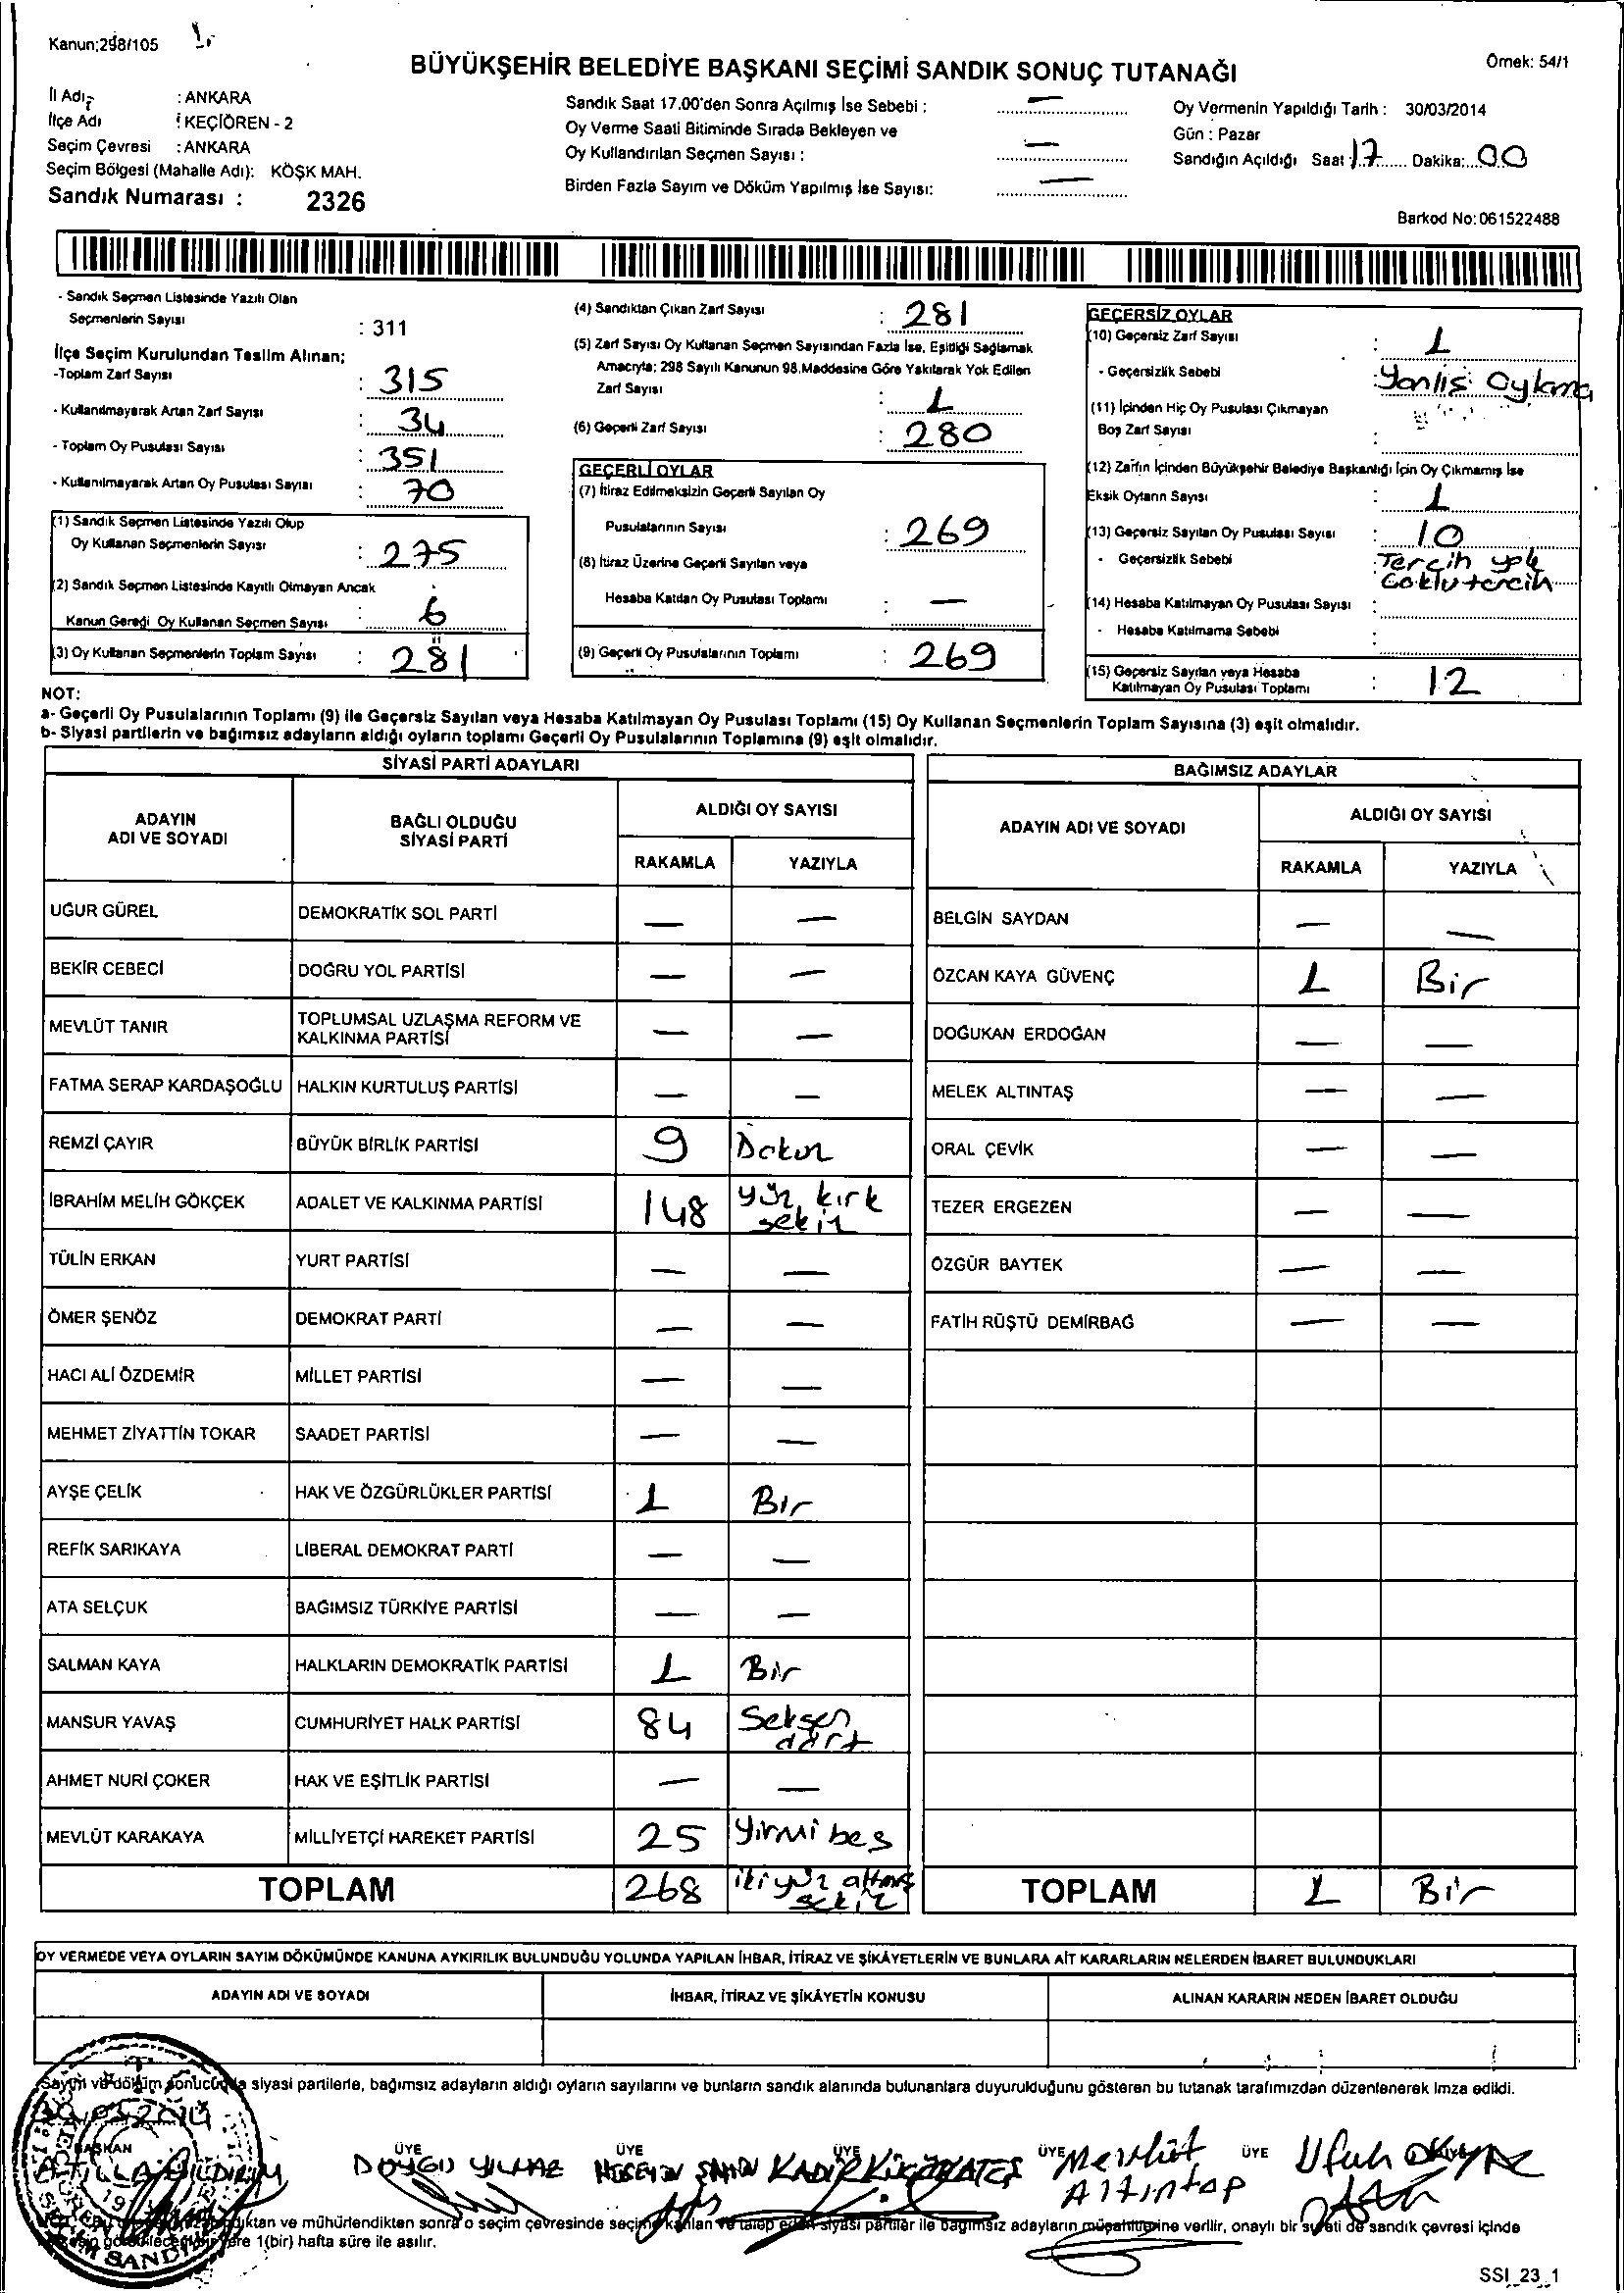 Kanun;298/105
1.
BÜYÜKŞEHİR BELEDİYE BAŞKANI SEÇİMİ SANDIK SONUÇ TUTANAĞI
Örnek: 54/1
İl Adı : ANKARA
İlçe Adı : KEÇİÖREN - 2
Seçim Çevresi : ANKARA
Seçim Bölgesi (Mahalle Adı): KÖŞK MAH.
Sandık Numarası : 2326
Sandık Saat 17.00'den Sonra Açılmış İse Sebebi : —
Oy Verme Saati Bitiminde Sırada Bekleyen ve
Oy Kullandırılan Seçmen Sayısı : —
Birden Fazla Sayım ve Döküm Yapılmış İse Sayısı: —
Oy Vermenin Yapıldığı Tarih : 30/03/2014
Gün : Pazar
Sandığın Açıldığı Saat : 17 Dakika: 00
Barkod No: 061522488
- Sandık Seçmen Listesinde Yazılı Olan
Seçmenlerin Sayısı : 311
İlçe Seçim Kurulundan Teslim Alınan;
-Toplam Zarf Sayısı : 315
- Kullanılmayarak Artan Zarf Sayısı : 34
- Toplam Oy Pusulası Sayısı : 351
- Kullanılmayarak Artan Oy Pusulası Sayısı : 70
(1) Sandık Seçmen Listesinde Yazılı Olup
Oy Kullanan Seçmenlerin Sayısı : 275
(2) Sandık Seçmen Listesinde Kayıtlı Olmayan Ancak
Kanun Gereği Oy Kullanan Seçmen Sayısı : 6
(3) Oy Kullanan Seçmenlerin Toplam Sayısı : 281
(4) Sandıktan Çıkan Zarf Sayısı : 281
(5) Zarf Sayısı Oy Kullanan Seçmen Sayısından Fazla İse, Eşitliği Sağlamak
Amacıyla; 298 Sayılı Kanunun 98.Maddesine Göre Yakılarak Yok Edilen
Zarf Sayısı : 1
(6) Geçerli Zarf Sayısı : 280
GEÇERLİ OYLAR
(7) İtiraz Edilmeksizin Geçerli Sayılan Oy
Pusulalarının Sayısı : 269
(8) İtiraz Üzerine Geçerli Sayılan veya
Hesaba Katılan Oy Pusulası Toplamı : —
(9) Geçerli Oy Pusulalarının Toplamı : 269
GEÇERSİZ OYLAR
(10) Geçersiz Zarf Sayısı : 1
- Geçersizlik Sebebi : Yanlış Oylama
(11) İçinden Hiç Oy Pusulası Çıkmayan
Boş Zarf Sayısı :
(12) Zarfın İçinden Büyükşehir Belediye Başkanlığı İçin Oy Çıkmamış İse
Eksik Oyların Sayısı : 1
(13) Geçersiz Sayılan Oy Pusulası Sayısı : 10
- Geçersizlik Sebebi : Tercih yok
Çoklu tercih
(14) Hesaba Katılmayan Oy Pusulası Sayısı :
- Hesaba Katılmama Sebebi :
(15) Geçersiz Sayılan veya Hesaba
Katılmayan Oy Pusulası Toplamı : 12
NOT:
a- Geçerli Oy Pusulalarının Toplamı (9) ile Geçersiz Sayılan veya Hesaba Katılmayan Oy Pusulası Toplamı (15) Oy Kullanan Seçmenlerin Toplam Sayısına (3) eşit olmalıdır.
b- Siyasi partilerin ve bağımsız adayların aldığı oyların toplamı Geçerli Oy Pusulalarının Toplamına (9) eşit olmalıdır.
SİYASİ PARTİ ADAYLARI
ADAYIN ADI VE SOYADI
BAĞLI OLDUĞU SİYASİ PARTİ
ALDIĞI OY SAYISI
RAKAMLA YAZIYLA
UĞUR GÜREL DEMOKRATİK SOL PARTİ — —
BEKİR CEBECİ DOĞRU YOL PARTİSİ — —
MEVLÜT TANIR TOPLUMSAL UZLAŞMA REFORM VE KALKINMA PARTİSİ — —
FATMA SERAP KARDAŞOĞLU HALKIN KURTULUŞ PARTİSİ — —
REMZİ ÇAYIR BÜYÜK BİRLİK PARTİSİ 9 Dokuz
İBRAHİM MELİH GÖKÇEK ADALET VE KALKINMA PARTİSİ 148 yüz kırk sekiz
TÜLİN ERKAN YURT PARTİSİ — —
ÖMER ŞENÖZ DEMOKRAT PARTİ — —
HACI ALİ ÖZDEMİR MİLLET PARTİSİ — —
MEHMET ZİYATTİN TOKAR SAADET PARTİSİ — —
AYŞE ÇELİK HAK VE ÖZGÜRLÜKLER PARTİSİ 1 Bir
REFİK SARIKAYA LİBERAL DEMOKRAT PARTİ — —
ATA SELÇUK BAĞIMSIZ TÜRKİYE PARTİSİ — —
SALMAN KAYA HALKLARIN DEMOKRATİK PARTİSİ 1 Bir
MANSUR YAVAŞ CUMHURİYET HALK PARTİSİ 84 Seksen dört
AHMET NURİ ÇOKER HAK VE EŞİTLİK PARTİSİ — —
MEVLÜT KARAKAYA MİLLİYETÇİ HAREKET PARTİSİ 25 yirmi beş
TOPLAM 268 iki yüz altmış sekiz
BAĞIMSIZ ADAYLAR
ADAYIN ADI VE SOYADI
ALDIĞI OY SAYISI
RAKAMLA YAZIYLA
BELGİN SAYDAN — —
ÖZCAN KAYA GÜVENÇ 1 Bir
DOĞUKAN ERDOĞAN — —
MELEK ALTINTAŞ — —
ORAL ÇEVİK — —
TEZER ERGEZEN — —
ÖZGÜR BAYTEK — —
FATİH RÜŞTÜ DEMİRBAĞ — —
TOPLAM 1 Bir
OY VERMEDE VEYA OYLARIN SAYIM DÖKÜMÜNDE KANUNA AYKIRILIK BULUNDUĞU YOLUNDA YAPILAN İHBAR, İTİRAZ VE ŞİKÂYETLERİN VE BUNLARA AİT KARARLARIN NELERDEN İBARET BULUNDUKLARI
ADAYIN ADI VE SOYADI
İHBAR, İTİRAZ VE ŞİKÂYETİN KONUSU
ALINAN KARARIN NEDEN İBARET OLDUĞU
Sayım ve döküm sonucunda siyasi partilerle, bağımsız adayların aldığı oyların sayılarını ve bunların sandık alanında bulunanlara duyurulduğunu gösteren bu tutanak tarafımızdan düzenlenerek imza edildi.
BAŞKAN ÜYE ÜYE ÜYE ÜYE ÜYE
ATİLLA YILDIRIM DUYGU YILMAZ HÜSEYİN ŞAHİN KADİR KÜÇÜKATEŞ Mevlüt Altıntop Ufuk
seçim çevresinde seçime katılan ve talep eden siyasi partiler ile bağımsız adayların müşahitlerine verilir, onaylı bir sureti de sandık çevresi içinde
1(bir) hafta süre ile asılır.
SSI_23_1